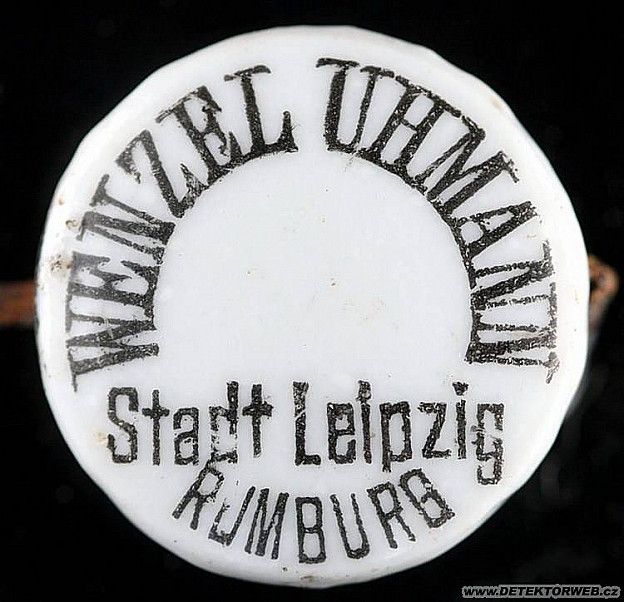 WENZEL UHMANN
Stadt Leipzig
RUMBURG
www.DETEKTORWEB.cz